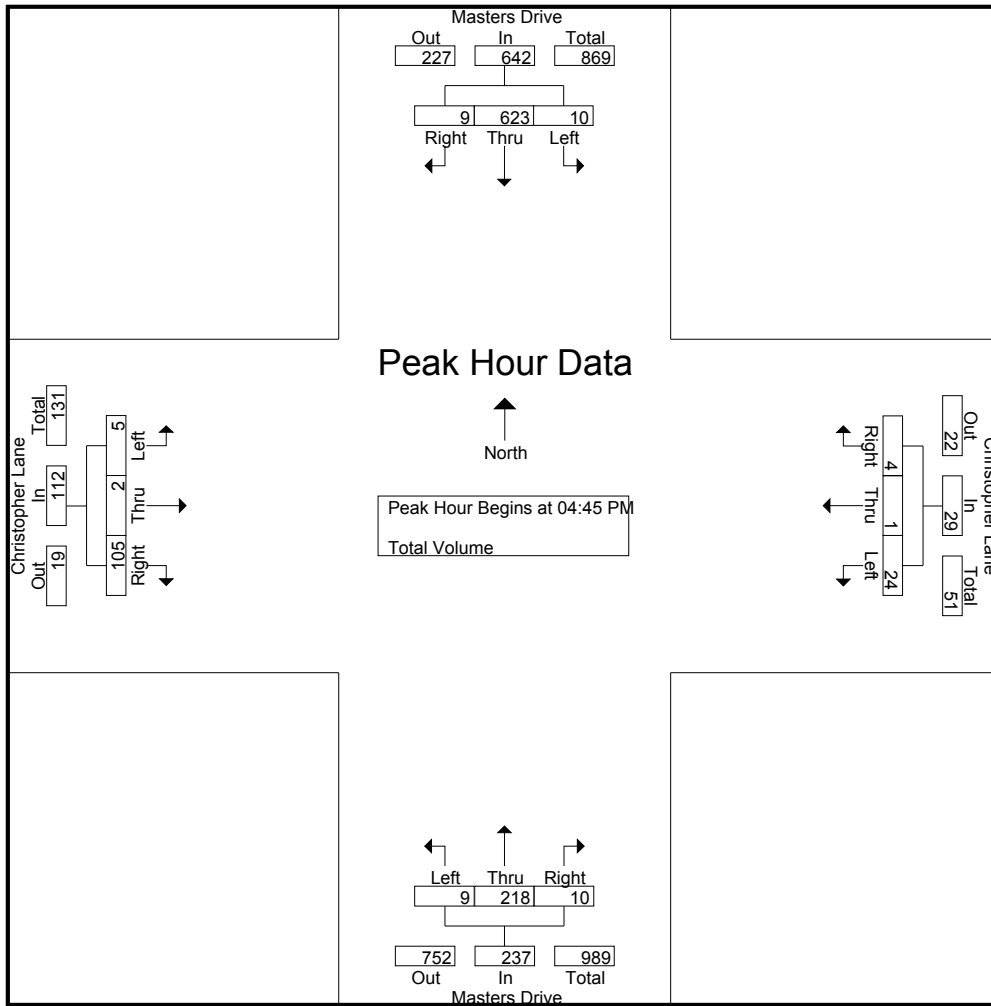 Masters Drive
Out In Total
227 642 869
9 623 10
Right Thru Left
Peak Hour Data
North
Peak Hour Begins at 04:45 PM
Total Volume
Christopher Lane
Out In Total
19 112 131
Left Thru Right
5 2 105
Christopher Lane
Out In Total
22 29 51
Right Thru Left
4 1 24
Left Thru Right
9 218 10
752 237 989
Out In Total
Masters Drive